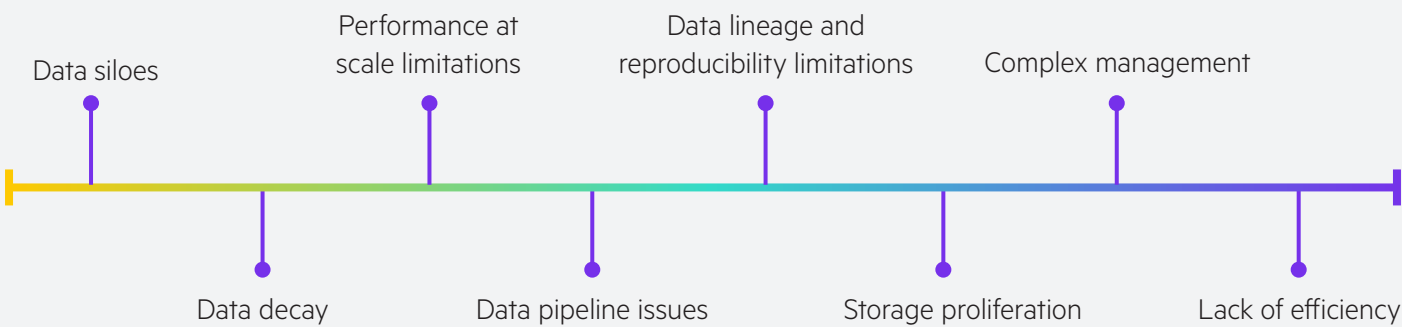 Data siloes
Performance at
scale limitations
Data lineage and
reproducibility limitations
Complex management
Data decay
Data pipeline issues
Storage proliferation
Lack of efficiency